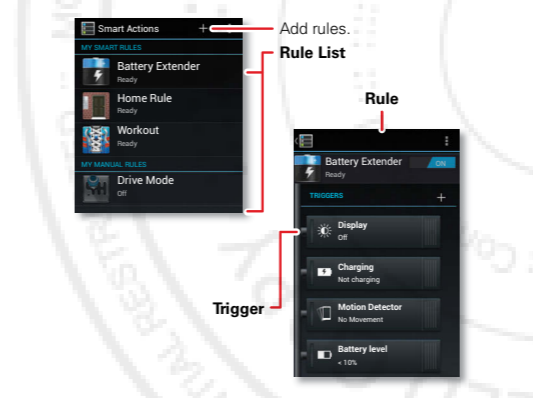 Smart Actions
Add rules.
MY SMART RULES
Rule List
Battery Extender
Ready
Home Rule
Ready
Workout
Ready
MY MANUAL RULES
Drive Mode
Off
Rule
Battery Extender
ON
Ready
TRIGGERS
Display
Off
Charging
Not charging
Trigger
Motion Detector
No Movement
Battery level
< 10%